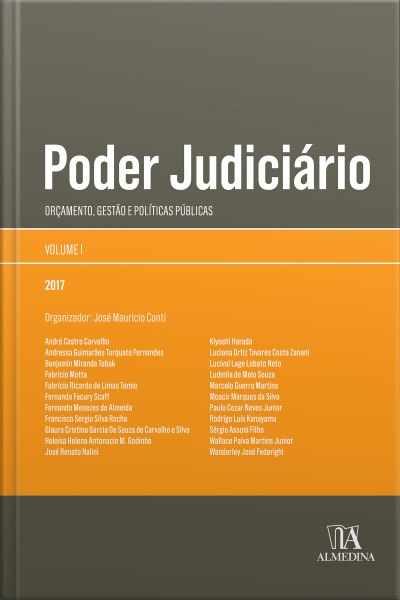 Poder Judiciário
ORÇAMENTO, GESTÃO E POLÍTICAS PÚBLICAS
VOLUME I
2017
Organizador: José Mauricio Conti
André Castro Carvalho
Andressa Guimarães Torquato Fernandes
Benjamin Miranda Tabak
Fabrício Motta
Fabrício Ricardo de Limas Tomio
Fernando Facury Scaff
Fernando Menezes de Almeida
Francisco Sergio Silva Rocha
Glaura Cristina Garcia De Souza de Carvalho e Silva
Heloísa Helena Antonacio M. Godinho
José Renato Nalini
Kiyoshi Harada
Luciana Ortiz Tavares Costa Zanoni
Lucival Lage Lobato Neto
Ludmila de Melo Souza
Marcelo Guerra Martins
Moacir Marques da Silva
Paulo Cezar Neves Junior
Rodrigo Luís Kanayama
Sérgio Assoni Filho
Wallace Paiva Martins Junior
Wanderley José Federighi
ALMEDINA